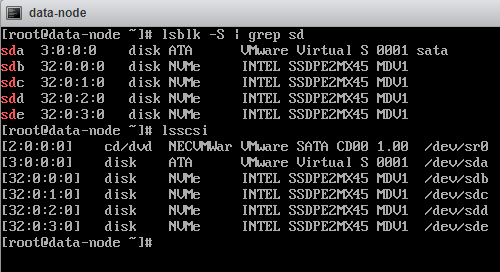 data-node
[root@data-node ~]# lsblk -S | grep sd
sda  3:0:0:0    disk ATA      VMware Virtual S 0001 sata
sdb  32:0:0:0   disk NVMe     INTEL SSDPE2MX45 MDV1
sdc  32:0:1:0   disk NVMe     INTEL SSDPE2MX45 MDV1
sdd  32:0:2:0   disk NVMe     INTEL SSDPE2MX45 MDV1
sde  32:0:3:0   disk NVMe     INTEL SSDPE2MX45 MDV1
[root@data-node ~]# lsscsi
[2:0:0:0]    cd/dvd  NECVMWar VMware SATA CD00 1.00  /dev/sr0
[3:0:0:0]    disk    ATA      VMware Virtual S 0001  /dev/sda
[32:0:0:0]   disk    NVMe     INTEL SSDPE2MX45 MDV1  /dev/sdb
[32:0:1:0]   disk    NVMe     INTEL SSDPE2MX45 MDV1  /dev/sdc
[32:0:2:0]   disk    NVMe     INTEL SSDPE2MX45 MDV1  /dev/sdd
[32:0:3:0]   disk    NVMe     INTEL SSDPE2MX45 MDV1  /dev/sde
[root@data-node ~]#